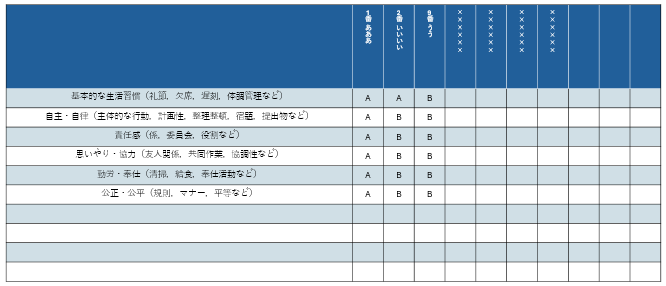 1番 あああ
2番 いいいい
9番 うう
××××××
××××××
××××××
××××××
基本的な生活習慣（礼節，欠席，遅刻，体調管理など） A A B
自主・自律（主体的な行動，計画性，整理整頓，宿題，提出物など） A B B
責任感（係，委員会，役割など） A B B
思いやり・協力（友人関係，共同作業，協調性など） A B B
勤労・奉仕（清掃，給食，奉仕活動など） A B B
公正・公平（規則，マナー，平等など） A B B